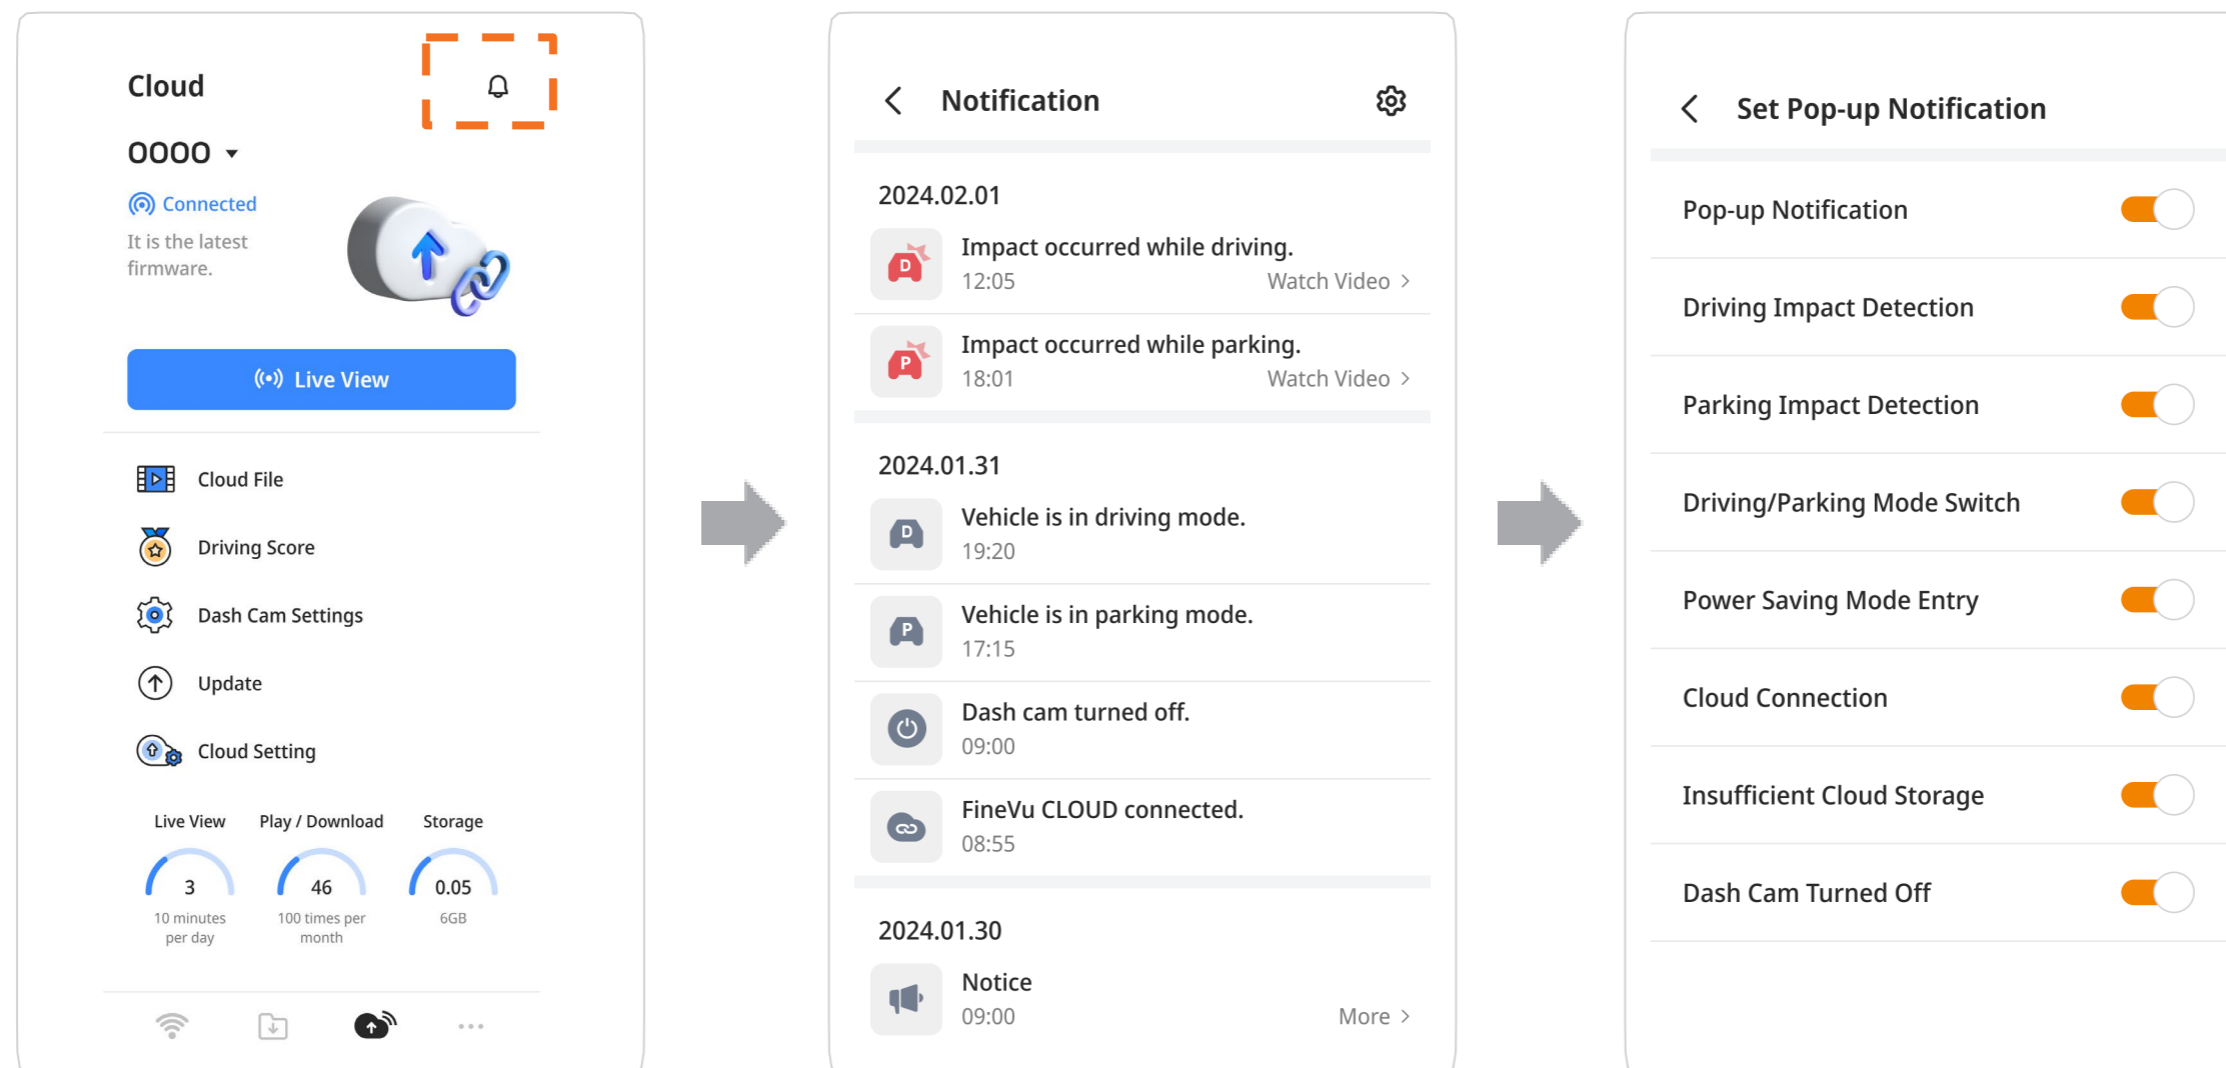 Cloud
OOOO
Connected
It is the latest
firmware.
Live View
Cloud File
Driving Score
Dash Cam Settings
Update
Cloud Setting
Live View
Play / Download
Storage
3
46
0.05
10 minutes
per day
100 times per
month
6GB
Notification
2024.02.01
D
Impact occurred while driving.
12:05
Watch Video >
P
Impact occurred while parking.
18:01
Watch Video >
2024.01.31
D
Vehicle is in driving mode.
19:20
P
Vehicle is in parking mode.
17:15
Dash cam turned off.
09:00
FineVu CLOUD connected.
08:55
2024.01.30
Notice
09:00
More >
Set Pop-up Notification
Pop-up Notification
Driving Impact Detection
Parking Impact Detection
Driving/Parking Mode Switch
Power Saving Mode Entry
Cloud Connection
Insufficient Cloud Storage
Dash Cam Turned Off